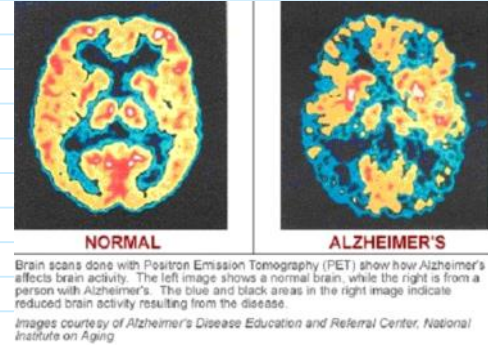 NORMAL
ALZHEIMER'S
Brain scans done with Positron Emission Tomography (PET) show how Alzheimer's
affects brain activity. The left image shows a normal brain, while the right is from a
person with Alzheimer's. The blue and black areas in the right image indicate
reduced brain activity resulting from the disease.
Images courtesy of Alzheimer's Disease Education and Referral Center, National
Institute on Aging